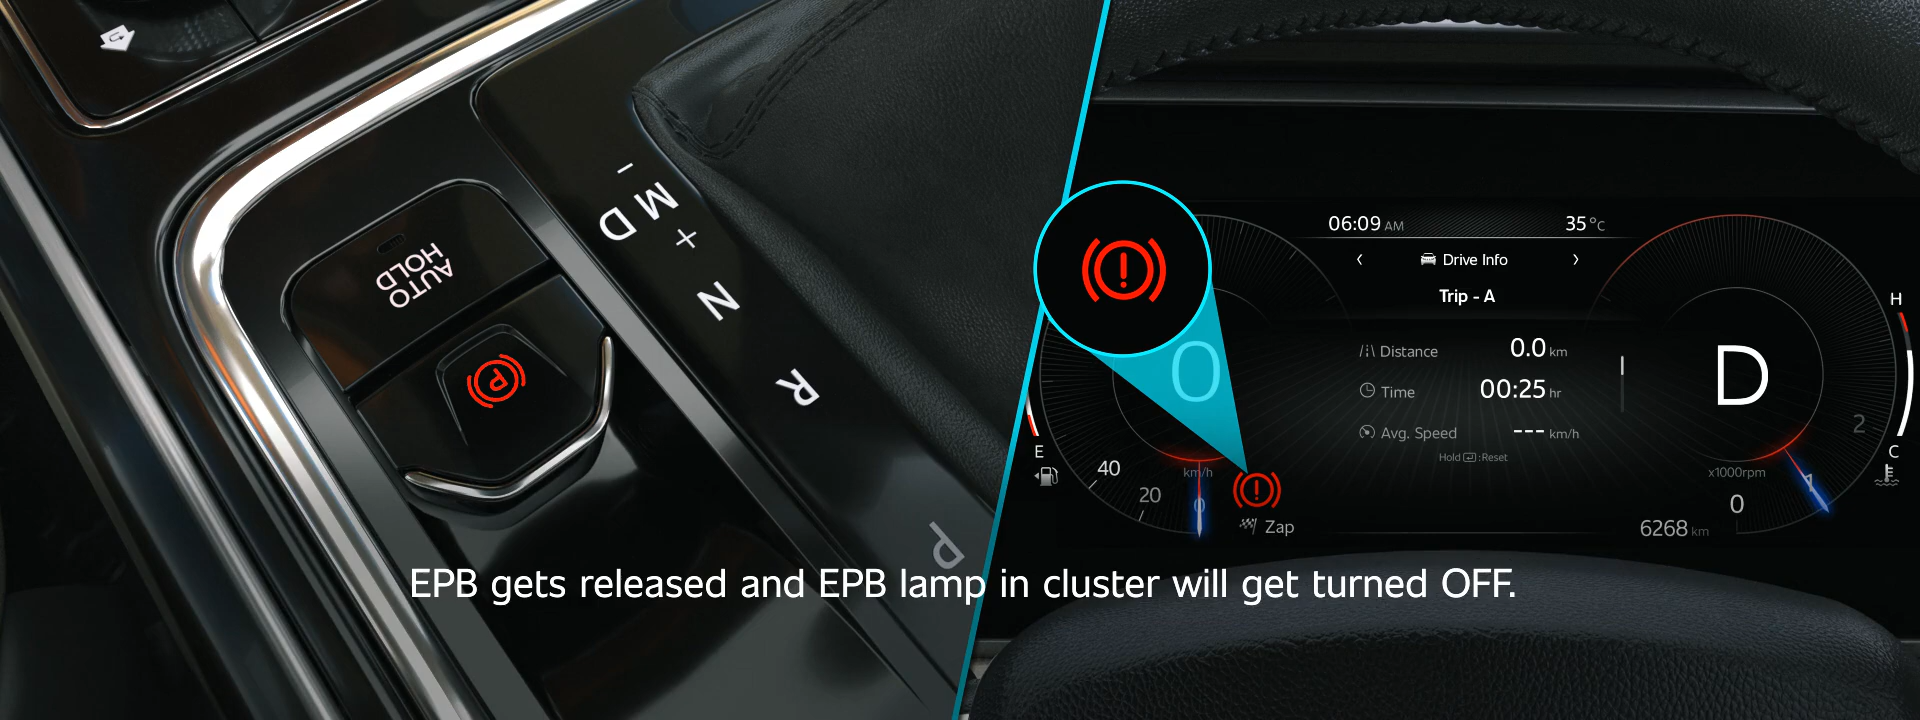 AUTO
HOLD
P
-
M
D
+
N
R
P
06:09 AM
35 °C
‹ Drive Info ›
Trip - A
Distance 0.0 km
Time 00:25 hr
Avg. Speed --- km/h
Hold :Reset
0
km/h
40
20
0
E
Zap
D
H
C
2
1
0
x1000rpm
6268 km
EPB gets released and EPB lamp in cluster will get turned OFF.